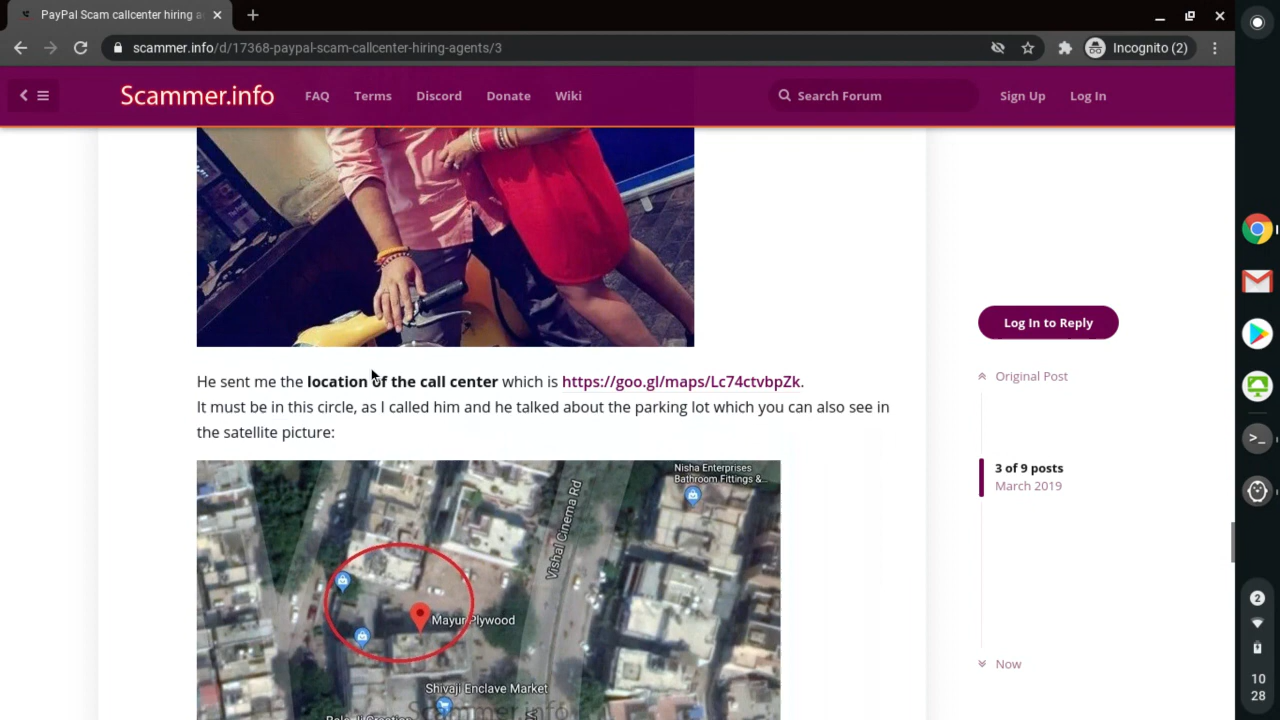 PayPal Scam callcenter hiring a
scammer.info/d/17368-paypal-scam-callcenter-hiring-agents/3
Incognito (2)
Scammer.info
FAQ
Terms
Discord
Donate
Wiki
Search Forum
Sign Up
Log In
Log In to Reply
Original Post
He sent me the location of the call center which is https://goo.gl/maps/Lc74ctvbpZk.
It must be in this circle, as I called him and he talked about the parking lot which you can also see in
the satellite picture:
3 of 9 posts
March 2019
Now
Nisha Enterprises
Bathroom Fittings &...
Vishal Cinema Rd
Mayur Plywood
Shivaji Enclave Market
Scammer.info
>_
2
10
28